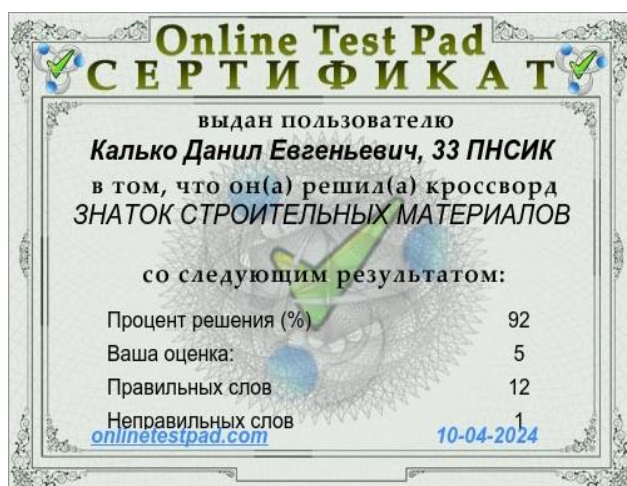 Online Test Pad
СЕРТИФИКАТ
выдан пользователю
Калько Данил Евгеньевич, 33 ПНСИК
в том, что он(а) решил(а) кроссворд
ЗНАТОК СТРОИТЕЛЬНЫХ МАТЕРИАЛОВ
со следующим результатом:
Процент решения (%) 92
Ваша оценка: 5
Правильных слов 12
Неправильных слов 1
onlinetestpad.com 10-04-2024